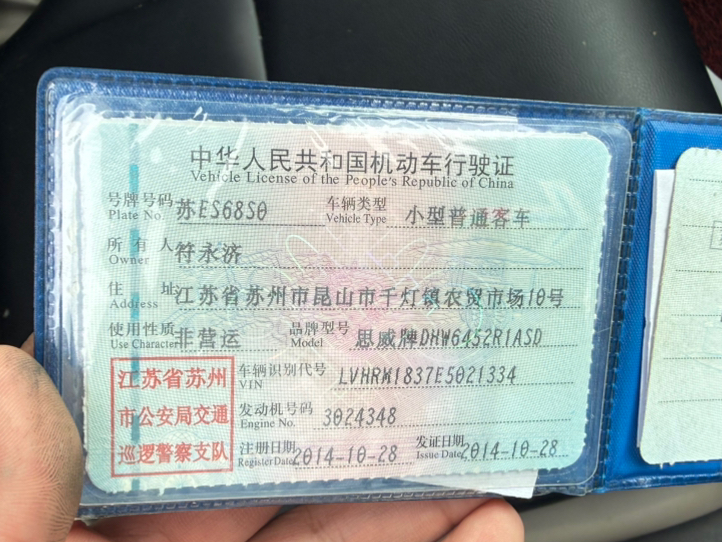 中华人民共和国机动车行驶证
Vehicle License of the People's Republic of China
号牌号码 苏ES68S0 车辆类型 小型普通客车
Plate No. Vehicle Type
所有人 符永济
Owner
住址 江苏省苏州市昆山市千灯镇农贸市场10号
Address
使用性质 非营运 品牌型号 思威牌DHW6452R1ASD
Use Character Model
江苏省苏州 车辆识别代号 LVHRM1837E5021334
VIN
市公安局交通 发动机号码 3024348
Engine No.
巡逻警察支队 注册日期 2014-10-28 发证日期 2014-10-28
Register Date Issue Date